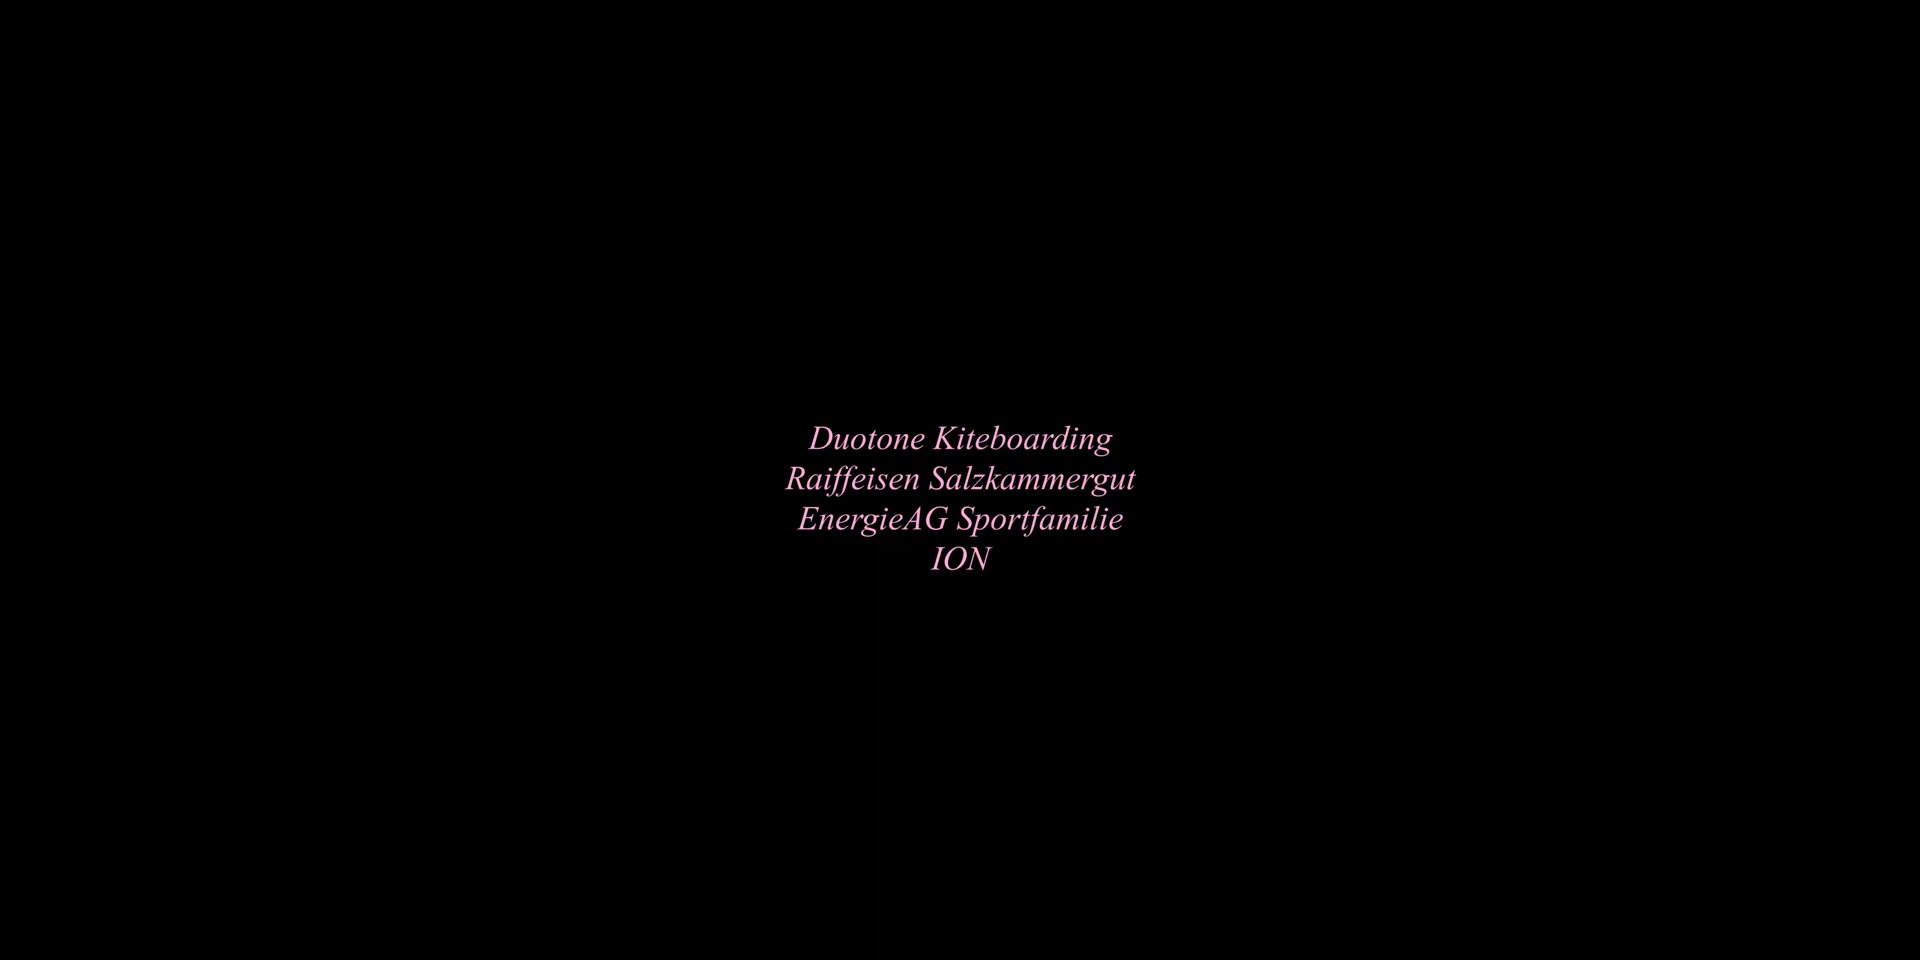 Duotone Kiteboarding
Raiffeisen Salzkammergut
EnergieAG Sportfamilie
ION